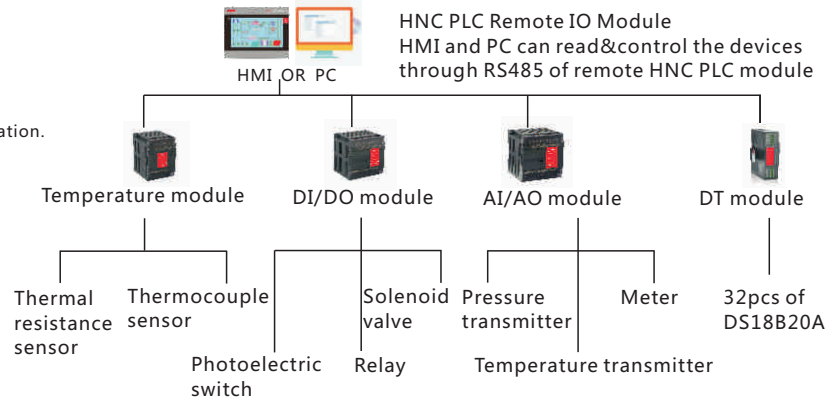 HNC PLC Remote IO Module
HMI and PC can read&control the devices
through RS485 of remote HNC PLC module
HMI OR PC
ation.
Temperature module
DI/DO module
AI/AO module
DT module
Thermal
resistance
sensor
Thermocouple
sensor
Photoelectric
switch
Relay
Solenoid
valve
Pressure
transmitter
Temperature transmitter
Meter
32pcs of
DS18B20A